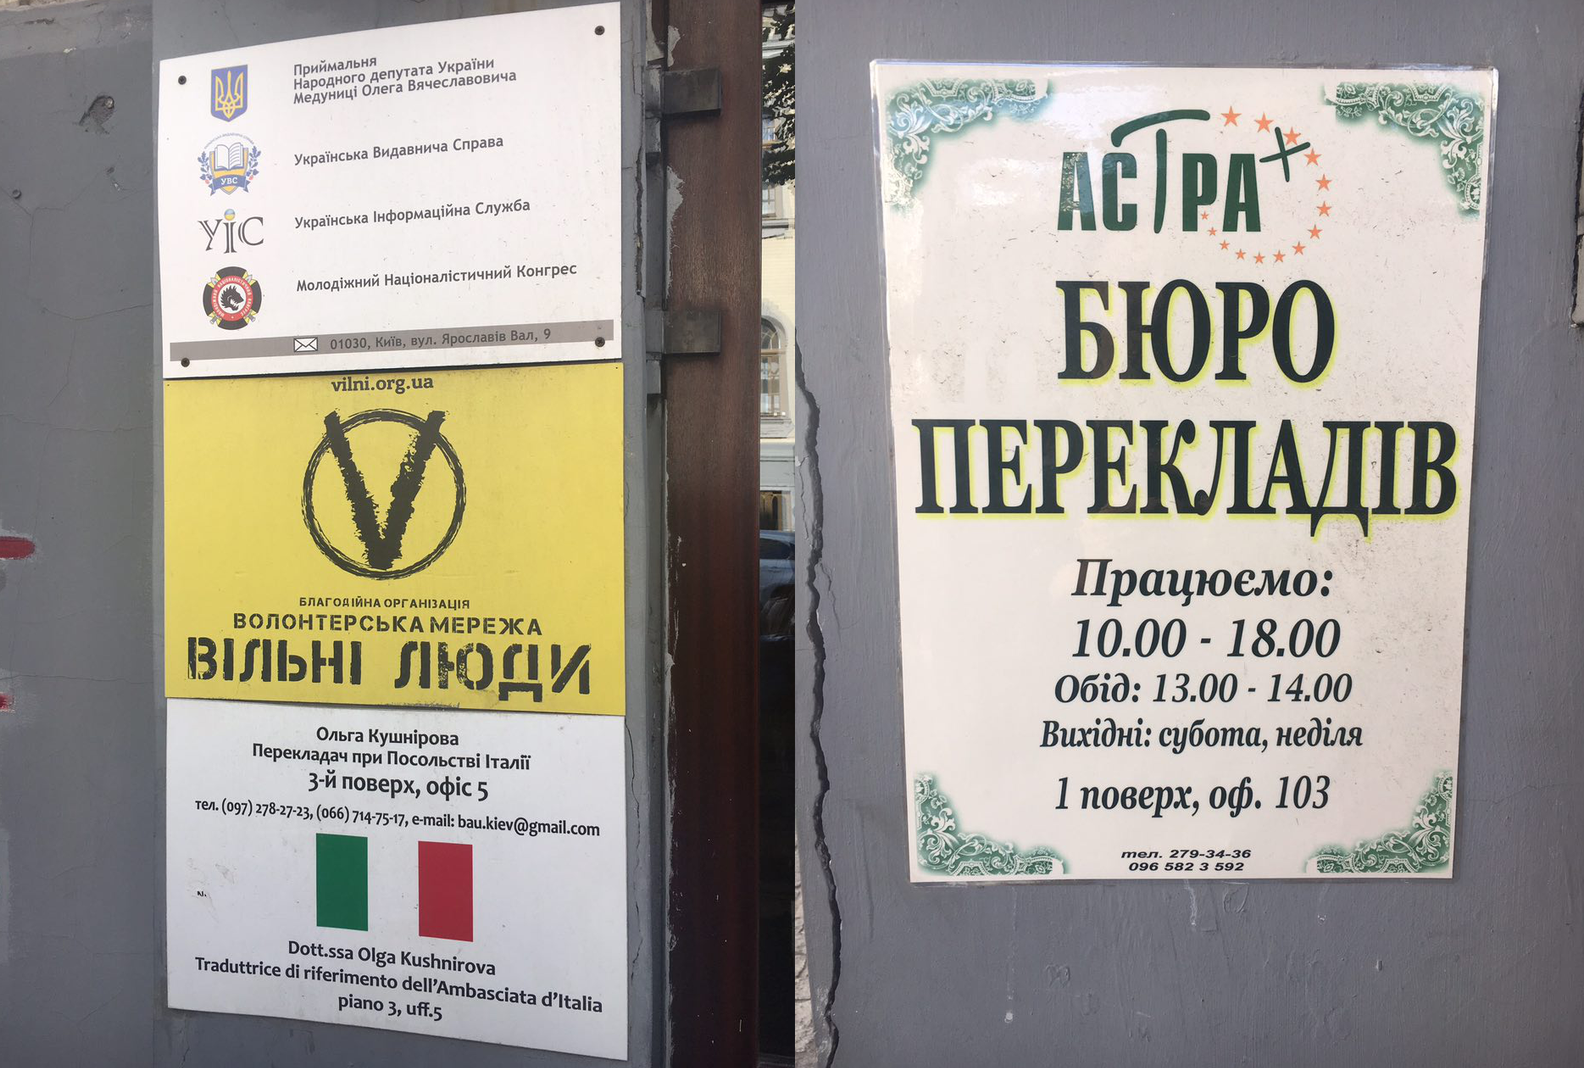 Приймальня
Народного депутата України
Медуниці Олега Вячеславовича
УВС
Українська Видавнича Справа
УІС
Українська Інформаційна Служба
Молодіжний Націоналістичний Конгрес
01030, Київ, вул. Ярославів Вал, 9
vilni.org.ua
V
БЛАГОДІЙНА ОРГАНІЗАЦІЯ
ВОЛОНТЕРСЬКА МЕРЕЖА
ВІЛЬНІ ЛЮДИ
Ольга Кушнірова
Перекладач при Посольстві Італії
3-й поверх, офіс 5
тел. (097) 278-27-23, (066) 714-75-17, e-mail: bau.kiev@gmail.com
Dott.ssa Olga Kushnirova
Traduttrice di riferimento dell'Ambasciata d'Italia
piano 3, uff.5
АСТРА+
БЮРО
ПЕРЕКЛАДІВ
Працюємо:
10.00 - 18.00
Обід: 13.00 - 14.00
Вихідні: субота, неділя
1 поверх, оф. 103
тел. 279-34-36
096 582 3 592